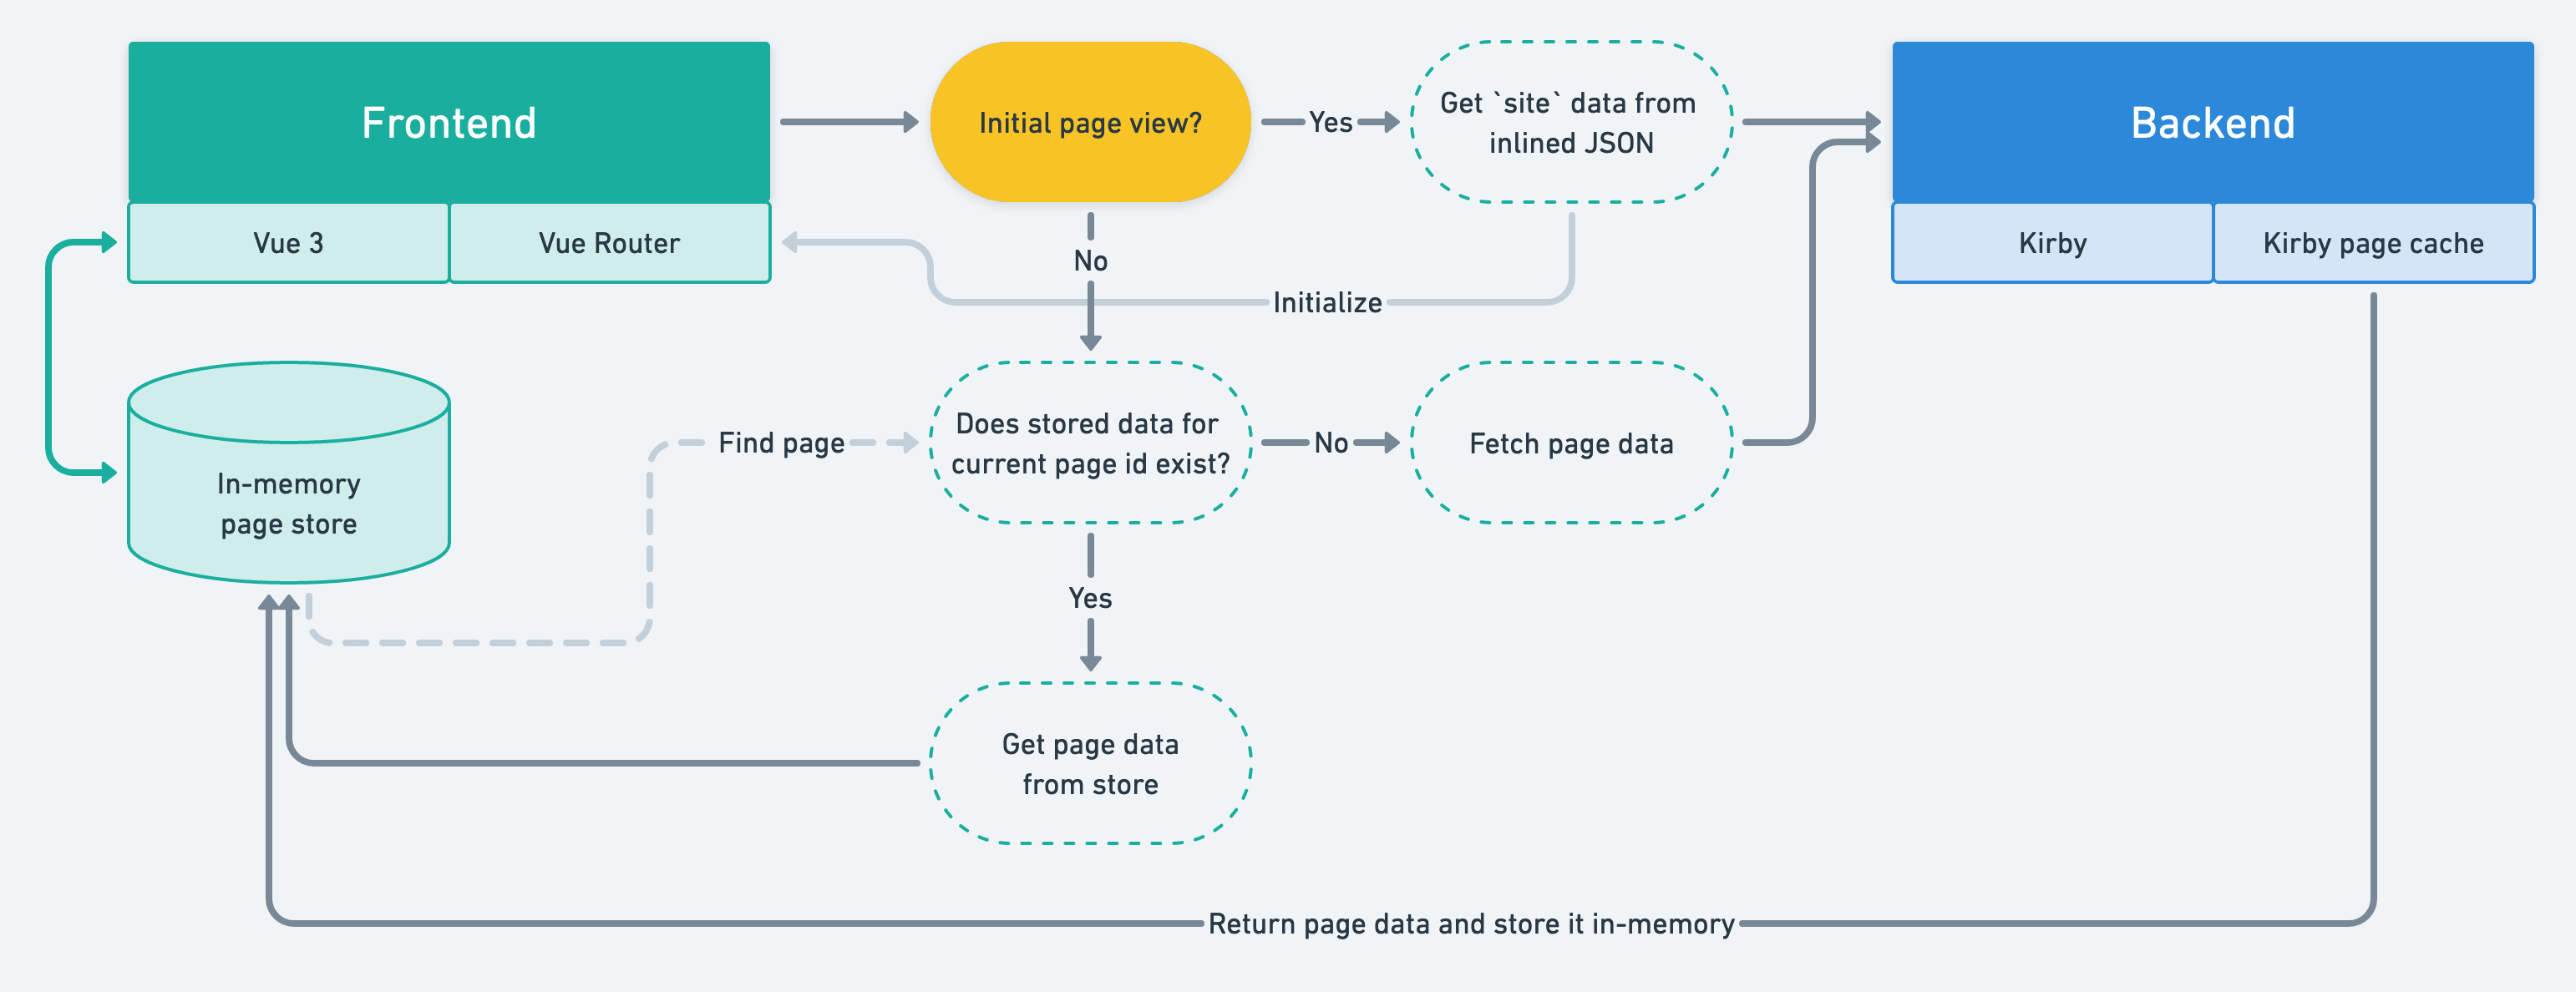 Frontend
Initial page view?
Yes
Get `site` data from
inlined JSON
Backend
Vue 3
Vue Router
No
Initialize
Kirby
Kirby page cache
In-memory
page store
Find page
Does stored data for
current page id exist?
No
Fetch page data
Yes
Get page data
from store
Return page data and store it in-memory